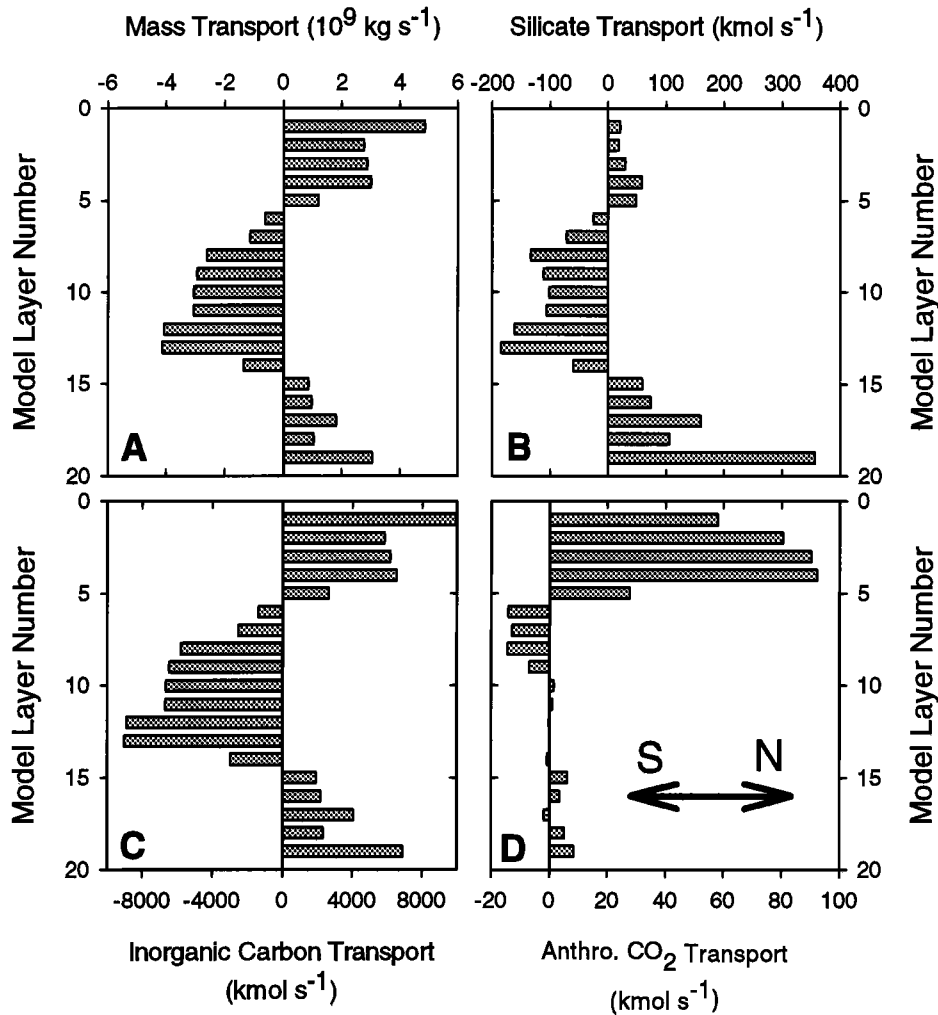 Mass Transport (10^9 kg s^-1)
Silicate Transport (kmol s^-1)
-6 -4 -2 0 2 4 6
-200 -100 0 100 200 300 400
Model Layer Number
0
5
10
15
20
A
B
0
5
10
15
20
Model Layer Number
Model Layer Number
0
5
10
15
20
C
S N
D
0
5
10
15
20
Model Layer Number
-8000 -4000 0 4000 8000
-20 0 20 40 60 80 100
Inorganic Carbon Transport
(kmol s^-1)
Anthro. CO2 Transport
(kmol s^-1)